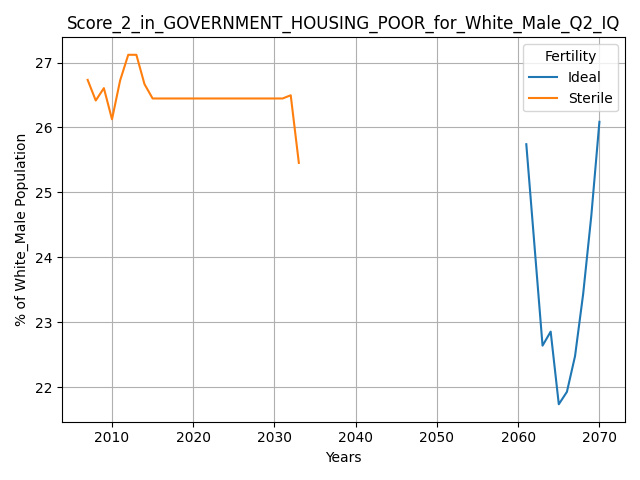 Score_2_in_GOVERNMENT_HOUSING_POOR_for_White_Male_Q2_IQ
Fertility
Ideal
Sterile
27
26
25
24
23
22
% of White_Male Population
2010 2020 2030 2040 2050 2060 2070
Years